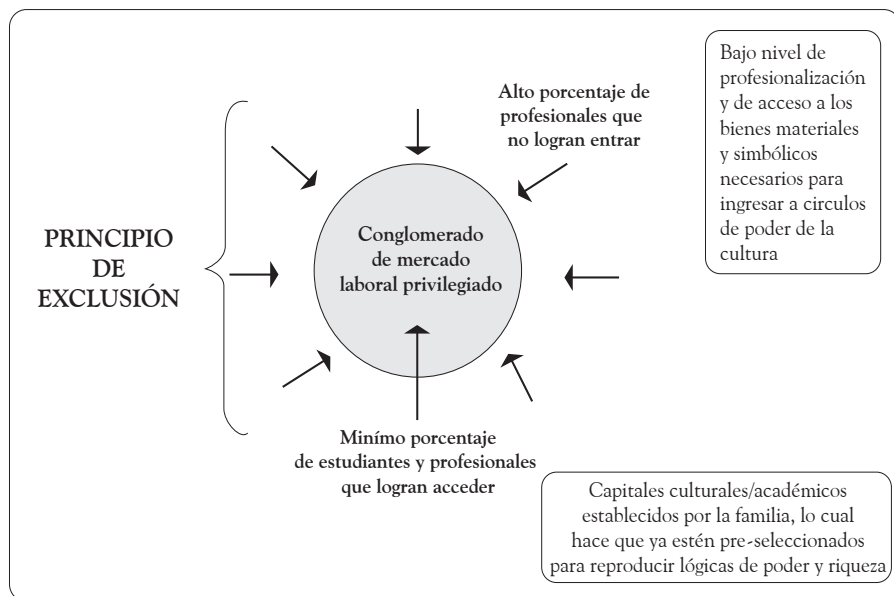 Bajo nivel de
profesionalización
y de acceso a los
bienes materiales
y simbólicos
necesarios para
ingresar a circulos
de poder de la
cultura
Alto porcentaje de
profesionales que
no logran entrar
PRINCIPIO
DE
EXCLUSIÓN
Conglomerado
de mercado
laboral privilegiado
Minímo porcentaje
de estudiantes y profesionales
que logran acceder
Capitales culturales/académicos
establecidos por la familia, lo cual
hace que ya estén pre-seleccionados
para reproducir lógicas de poder y riqueza